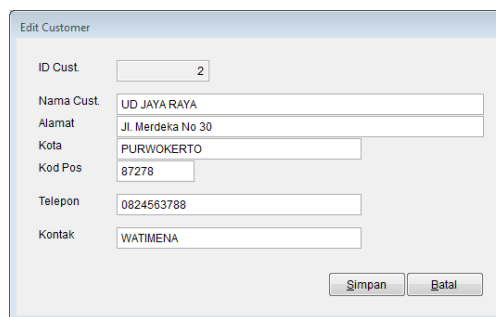 Edit Customer
ID Cust. 2
Nama Cust. UD JAYA RAYA
Alamat Jl. Merdeka No 30
Kota PURWOKERTO
Kod Pos 87278
Telepon 0824563788
Kontak WATIMENA
Simpan Batal